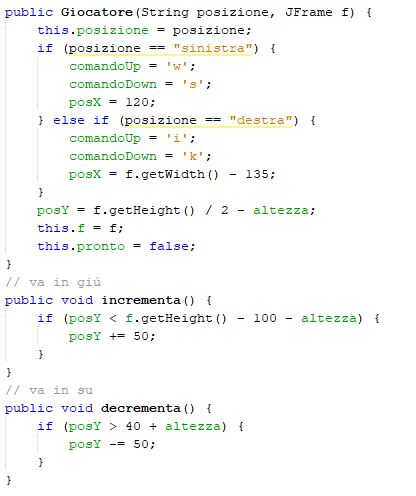 public Giocatore(String posizione, JFrame f) {
    this.posizione = posizione;
    if (posizione == "sinistra") {
        comandoUp = 'w';
        comandoDown = 's';
        posX = 120;
    } else if (posizione == "destra") {
        comandoUp = 'i';
        comandoDown = 'k';
        posX = f.getWidth() - 135;
    }
    posY = f.getHeight() / 2 - altezza;
    this.f = f;
    this.pronto = false;
}
// va in giú
public void incrementa() {
    if (posY < f.getHeight() - 100 - altezza) {
        posY += 50;
    }
}
// va in su
public void decrementa() {
    if (posY > 40 + altezza) {
        posY -= 50;
    }
}